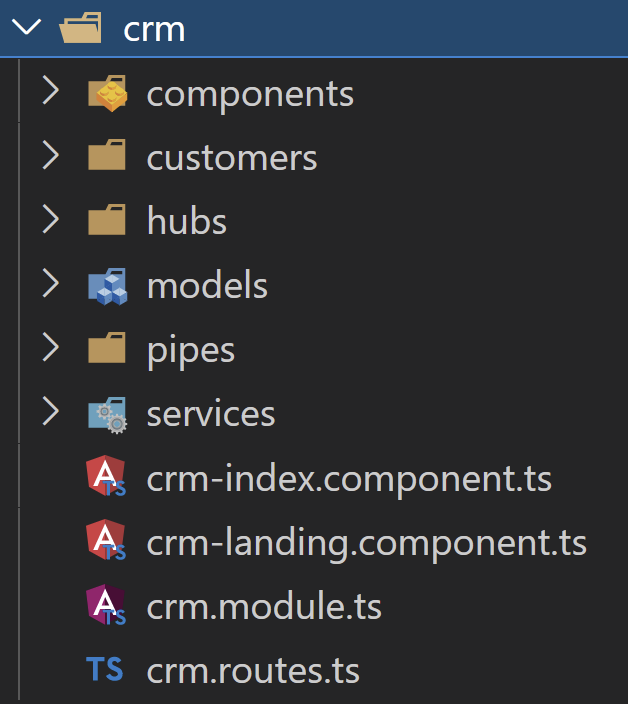 crm
components
customers
hubs
models
pipes
services
crm-index.component.ts
crm-landing.component.ts
crm.module.ts
TS crm.routes.ts